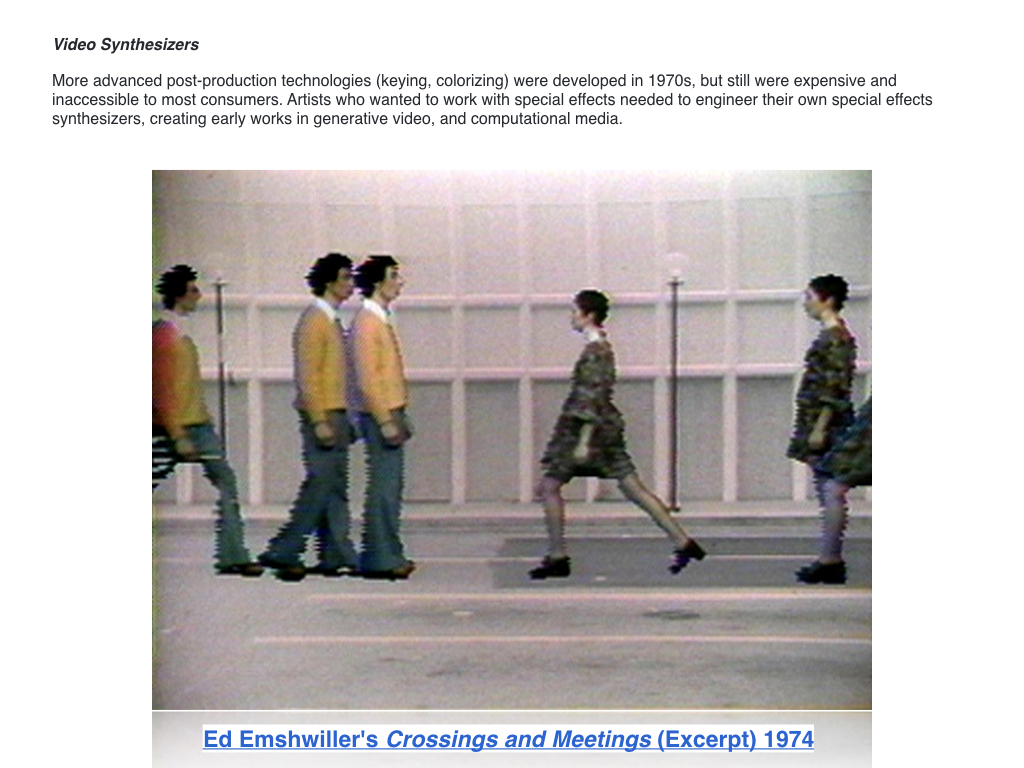 Video Synthesizers
More advanced post-production technologies (keying, colorizing) were developed in 1970s, but still were expensive and
inaccessible to most consumers. Artists who wanted to work with special effects needed to engineer their own special effects
synthesizers, creating early works in generative video, and computational media.
Ed Emshwiller's Crossings and Meetings (Excerpt) 1974